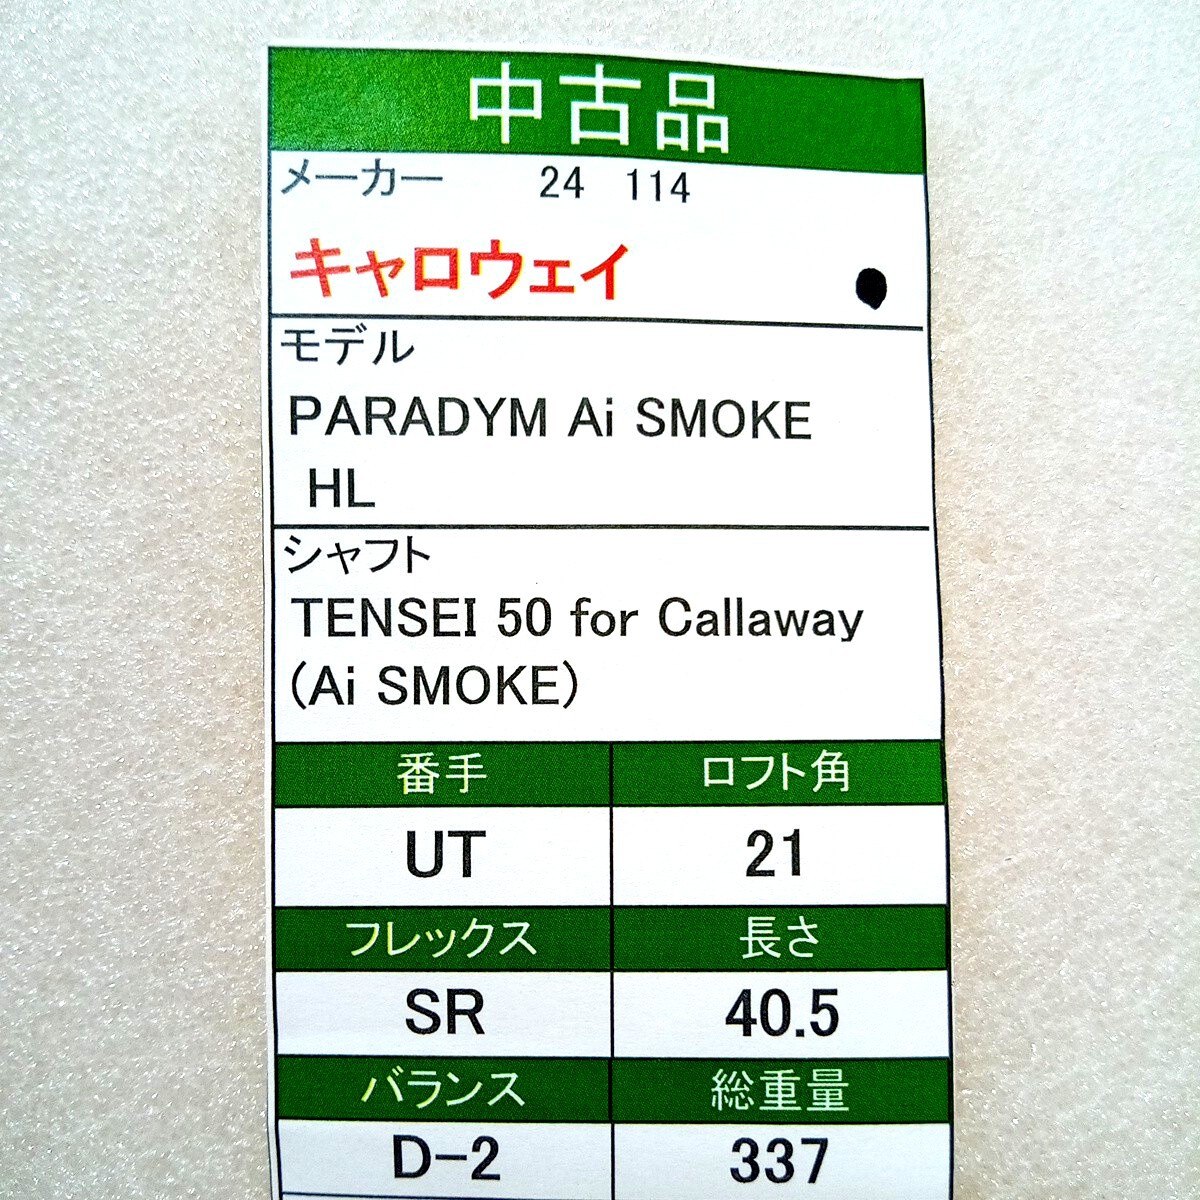 中古品
メーカー 24 114
キャロウェイ
モデル
PARADYM Ai SMOKE
HL
シャフト
TENSEI 50 for Callaway
(Ai SMOKE)
番手 ロフト角
UT 21
フレックス 長さ
SR 40.5
バランス 総重量
D-2 337